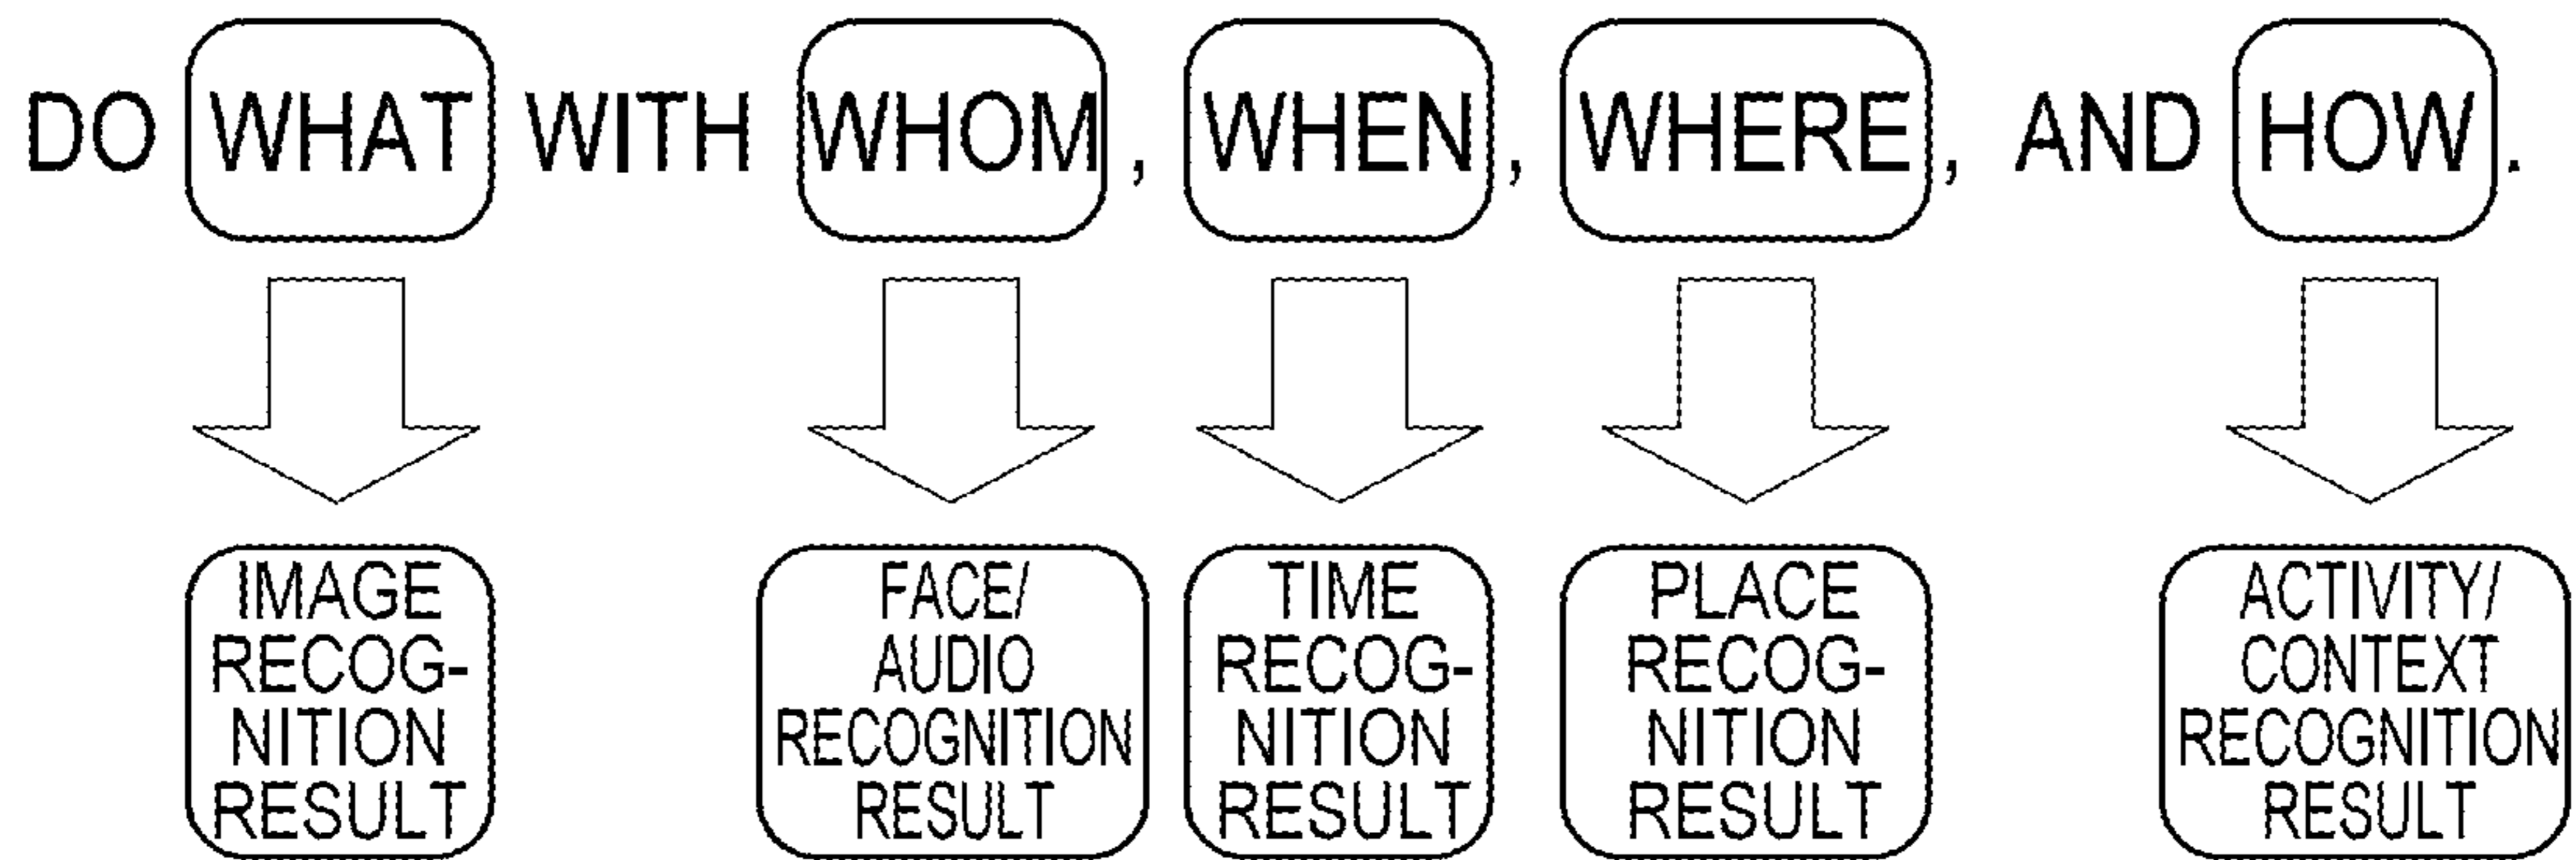 DO WHAT WITH WHOM, WHEN, WHERE, AND HOW.
IMAGE
RECOG-
NITION
RESULT
FACE/
AUDIO
RECOGNITION
RESULT
TIME
RECOG-
NITION
RESULT
PLACE
RECOG-
NITION
RESULT
ACTIVITY/
CONTEXT
RECOGNITION
RESULT